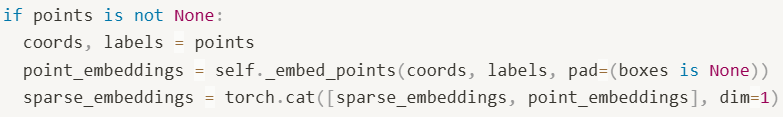 if points is not None:
  coords, labels = points
  point_embeddings = self._embed_points(coords, labels, pad=(boxes is None))
  sparse_embeddings = torch.cat([sparse_embeddings, point_embeddings], dim=1)